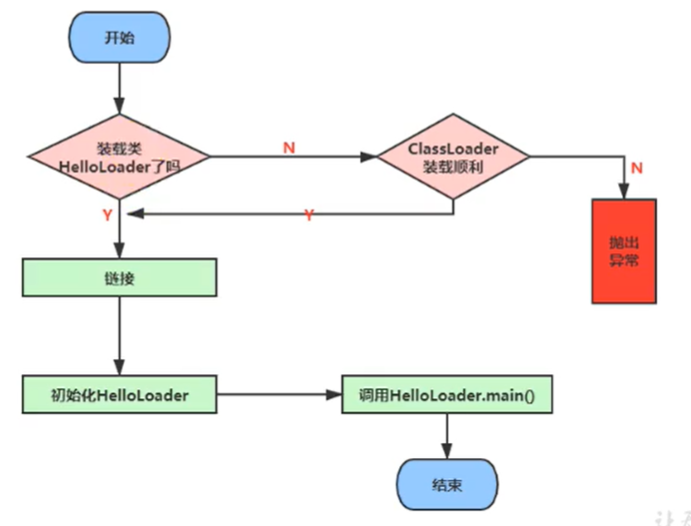 开始
装载类
HelloLoader了吗
N
ClassLoader
装载顺利
N
Y
Y
抛出
异常
链接
初始化HelloLoader
调用HelloLoader.main()
结束